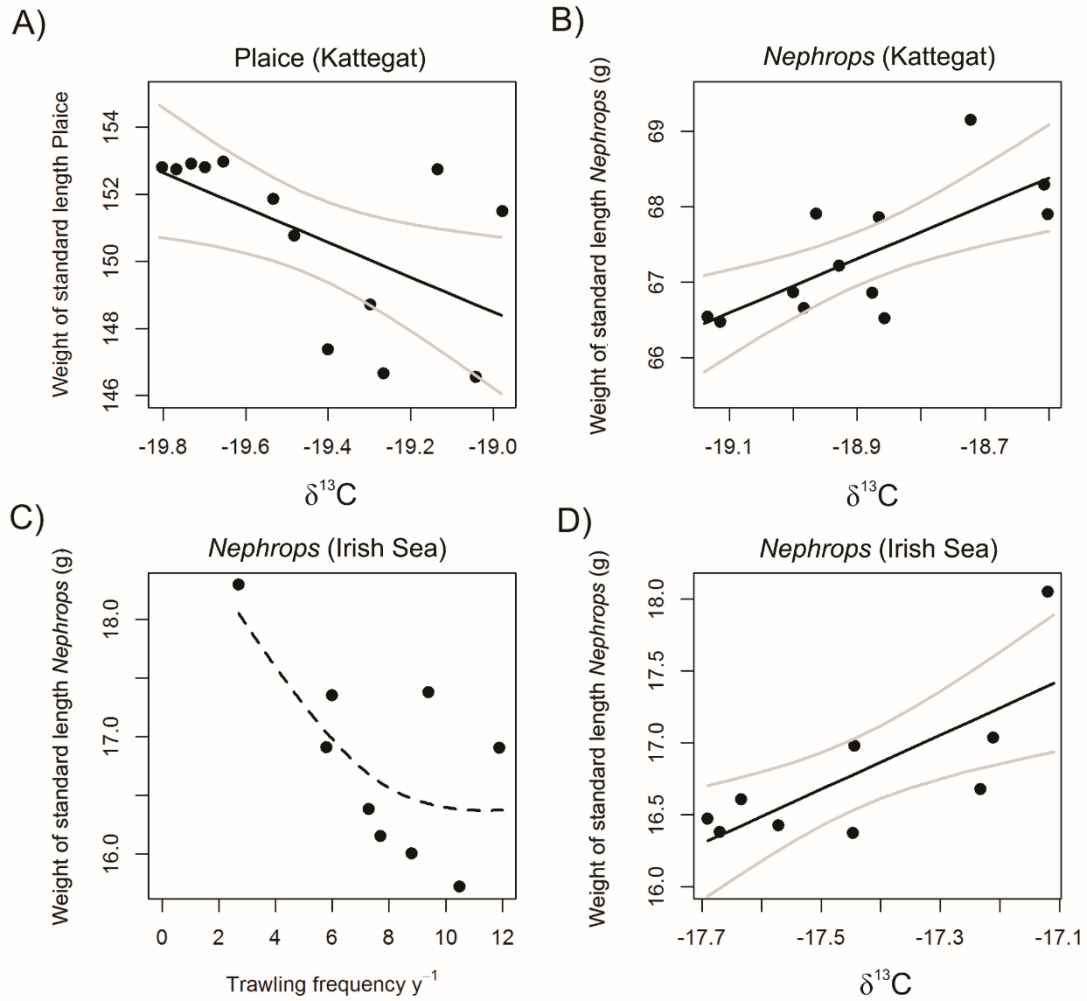 A)
Plaice (Kattegat)
Weight of standard length Plaice
154
152
150
148
146
-19.8 -19.6 -19.4 -19.2 -19.0
δ¹³C
B)
Nephrops (Kattegat)
Weight of standard length Nephrops (g)
69
68
67
66
-19.1 -18.9 -18.7
δ¹³C
C)
Nephrops (Irish Sea)
Weight of standard length Nephrops (g)
18.0
17.0
16.0
0 2 4 6 8 10 12
Trawling frequency y⁻¹
D)
Nephrops (Irish Sea)
Weight of standard length Nephrops (g)
18.0
17.5
17.0
16.5
16.0
-17.7 -17.5 -17.3 -17.1
δ¹³C